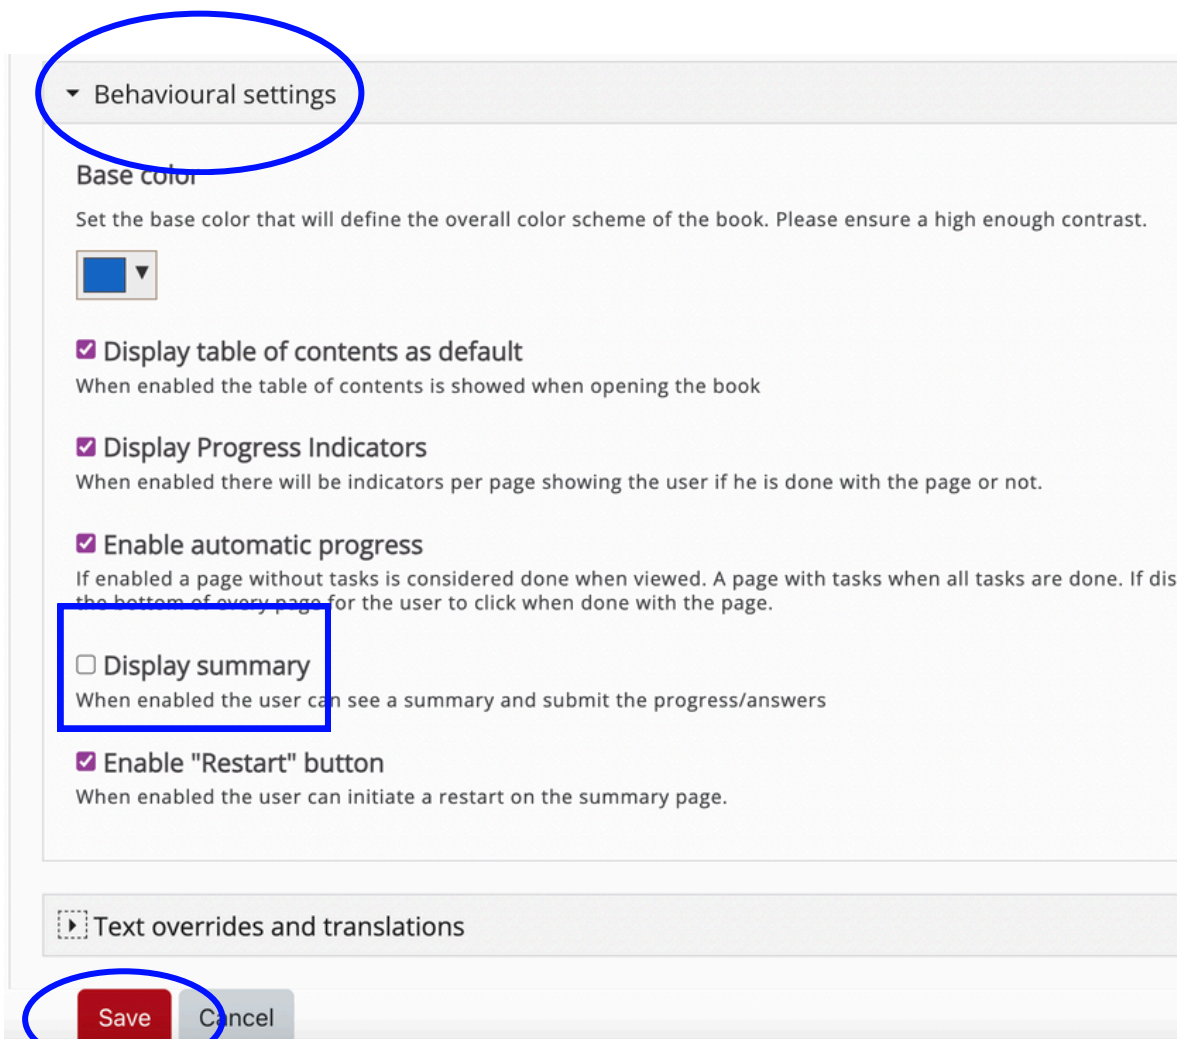 Behavioural settings
Base color
Set the base color that will define the overall color scheme of the book. Please ensure a high enough contrast.
Display table of contents as default
When enabled the table of contents is showed when opening the book
Display Progress Indicators
When enabled there will be indicators per page showing the user if he is done with the page or not.
Enable automatic progress
If enabled a page without tasks is considered done when viewed. A page with tasks when all tasks are done. If dis
the bottom of every page for the user to click when done with the page.
Display summary
When enabled the user can see a summary and submit the progress/answers
Enable "Restart" button
When enabled the user can initiate a restart on the summary page.
Text overrides and translations
Save Cancel